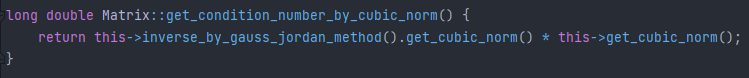 long double Matrix::get_condition_number_by_cubic_norm() {
    return this->inverse_by_gauss_jordan_method().get_cubic_norm() * this->get_cubic_norm();
}